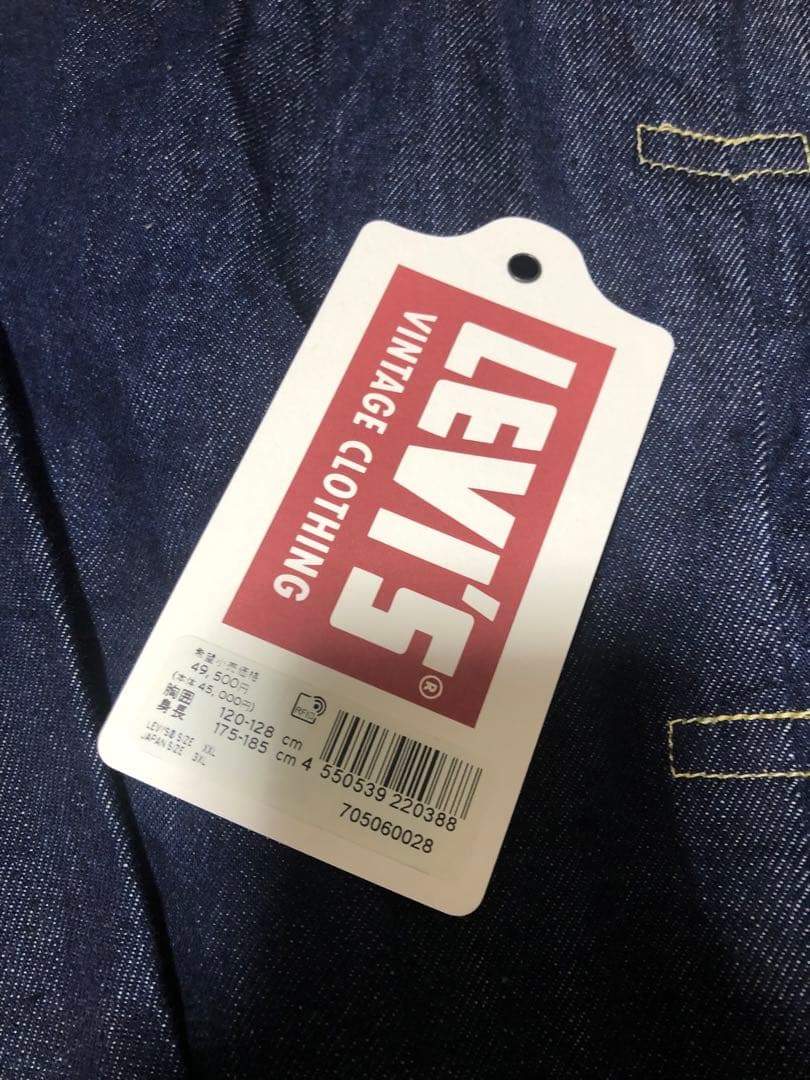 LEVI'S®
VINTAGE CLOTHING
希望小売価格
49,500円
(本体 45,000円)
胸囲 120-128 cm
身長 175-185 cm
LEVI'S® SIZE XXL
JAPAN SIZE 3XL
RFID
4 550539 220388
705060028